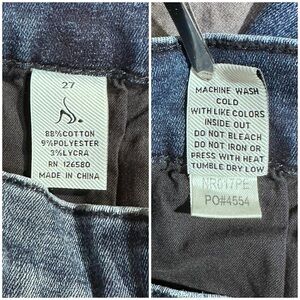 27
88%COTTON
9%POLYESTER
3%LYCRA
RN 126580
MADE IN CHINA
MACHINE WASH
COLD
WITH LIKE COLORS
INSIDE OUT
DO NOT BLEACH
DO NOT IRON OR
PRESS WITH HEAT
TUMBLE DRY LOW
NR017PE
PO#4554